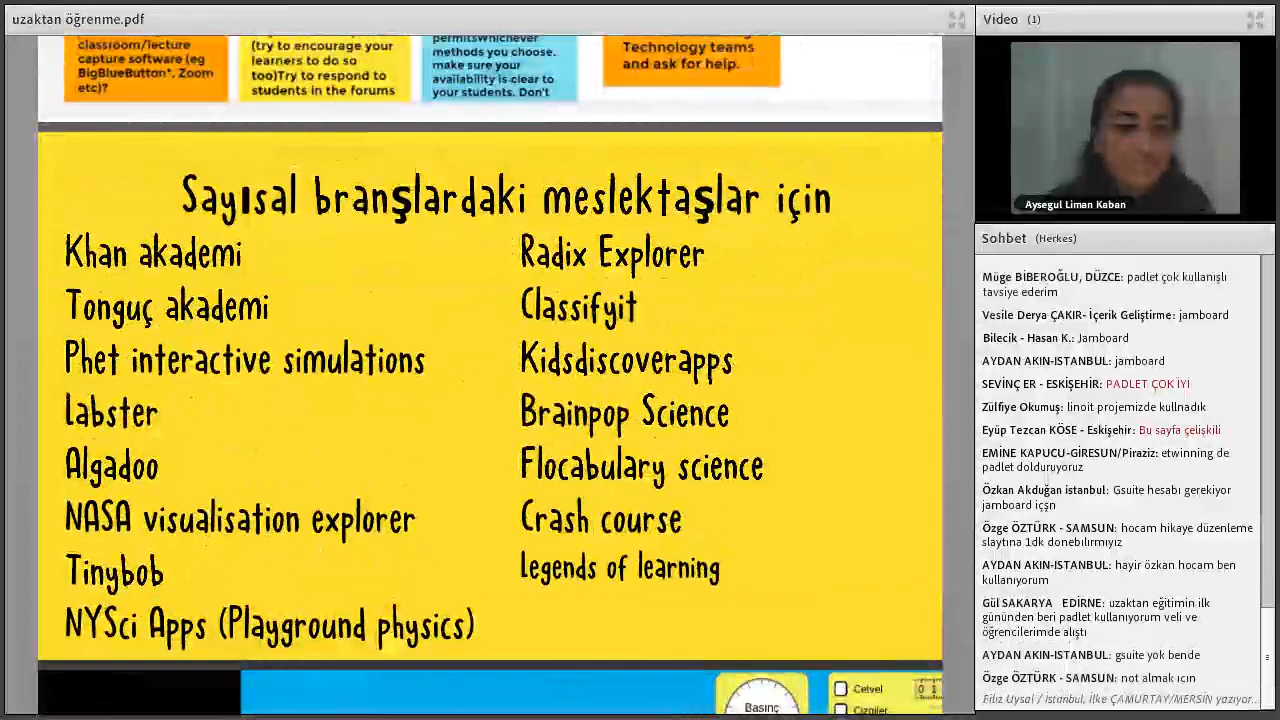 uzaktan öğrenme.pdf
classroom/lecture
capture software (eg
BigBlueButton*, Zoom
etc)?
(try to encourage your
learners to do so
too)Try to respond to
students in the forums
permitsWhichever
methods you choose.
make sure your
availability is clear to
your students. Don't
Technology teams
and ask for help.
Sayısal branşlardaki meslektaşlar için
Khan akademi
Tonguç akademi
Phet interactive simulations
Labster
Algadoo
NASA visualisation explorer
Tinybob
NYSci Apps (Playground physics)
Radix Explorer
Classifyit
Kidsdiscoverapps
Brainpop Science
Flocabulary science
Crash course
Legends of learning
Basınç
Cetvel
0 1
Çizgiler
Video (1)
Aysegul Liman Kaban
Sohbet (Herkes)
Müge BİBEROĞLU, DÜZCE: padlet çok kullanışlı
tavsiye ederim
Vesile Derya ÇAKIR- İçerik Geliştirme: jamboard
Bilecik - Hasan K.: Jamboard
AYDAN AKIN-ISTANBUL: jamboard
SEVİNÇ ER - ESKİŞEHİR: PADLET ÇOK İYİ
Zülfiye Okumuş: linoit projemizde kullnadık
Eyüp Tezcan KÖSE - Eskişehir: Bu sayfa çelişkili
EMİNE KAPUCU-GİRESUN/Piraziz: etwinning de
padlet dolduruyoruz
Özkan Akduğan istanbul: Gsuite hesabı gerekiyor
jamboard içşn
Özge ÖZTÜRK - SAMSUN: hocam hikaye düzenleme
slaytına 1dk donebılırmıyız
AYDAN AKIN-ISTANBUL: hayir özkan hocam ben
kullanıyorum
Gül SAKARYA EDİRNE: uzaktan eğitimin ilk
gününden beri padlet kullanıyorum veli ve
öğrencilerimde alıştı
AYDAN AKIN-ISTANBUL: gsuite yok bende
Özge ÖZTÜRK - SAMSUN: not almak ıcın
Filiz Uysal / İstanbul, İlke ÇAMURTAY/MERSİN yazıyor...